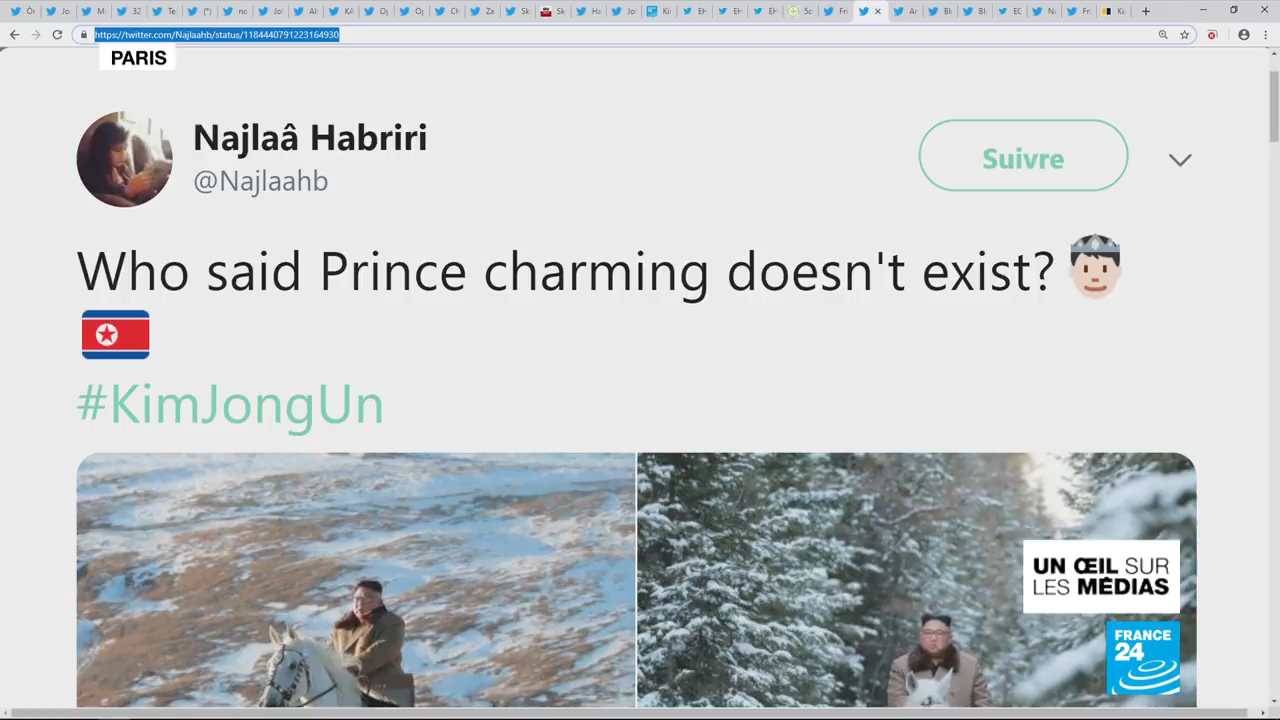 https://twitter.com/Najlaahb/status/1184440791223164930
PARIS
Najlaâ Habriri
@Najlaahb
Suivre
Who said Prince charming doesn't exist?
#KimJongUn
UN ŒIL SUR
LES MÉDIAS
FRANCE
24